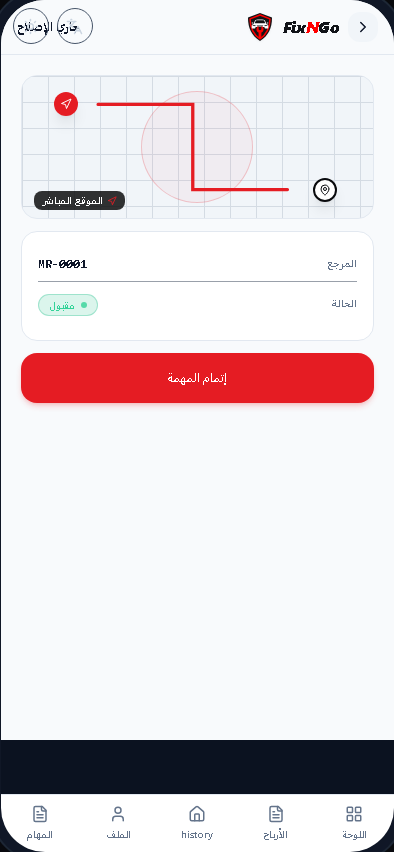 FixNGo
جاري الإصلاح
الموقع المباشر
المرجع
MR-0001
الحالة
مقبول
إتمام المهمة
اللوحة
الأرباح
history
الملف
المهام